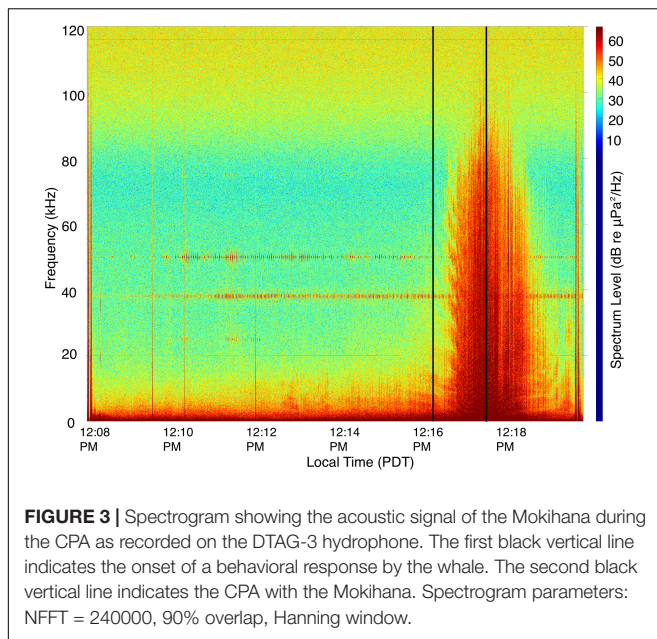 120
100
80
60
40
20
0
Frequency (kHz)
12:08 PM
12:10 PM
12:12 PM
12:14 PM
12:16 PM
12:18 PM
Local Time (PDT)
60
50
40
30
20
10
Spectrum Level (dB re µPa²/Hz)
FIGURE 3 | Spectrogram showing the acoustic signal of the Mokihana during
the CPA as recorded on the DTAG-3 hydrophone. The first black vertical line
indicates the onset of a behavioral response by the whale. The second black
vertical line indicates the CPA with the Mokihana. Spectrogram parameters:
NFFT = 240000, 90% overlap, Hanning window.